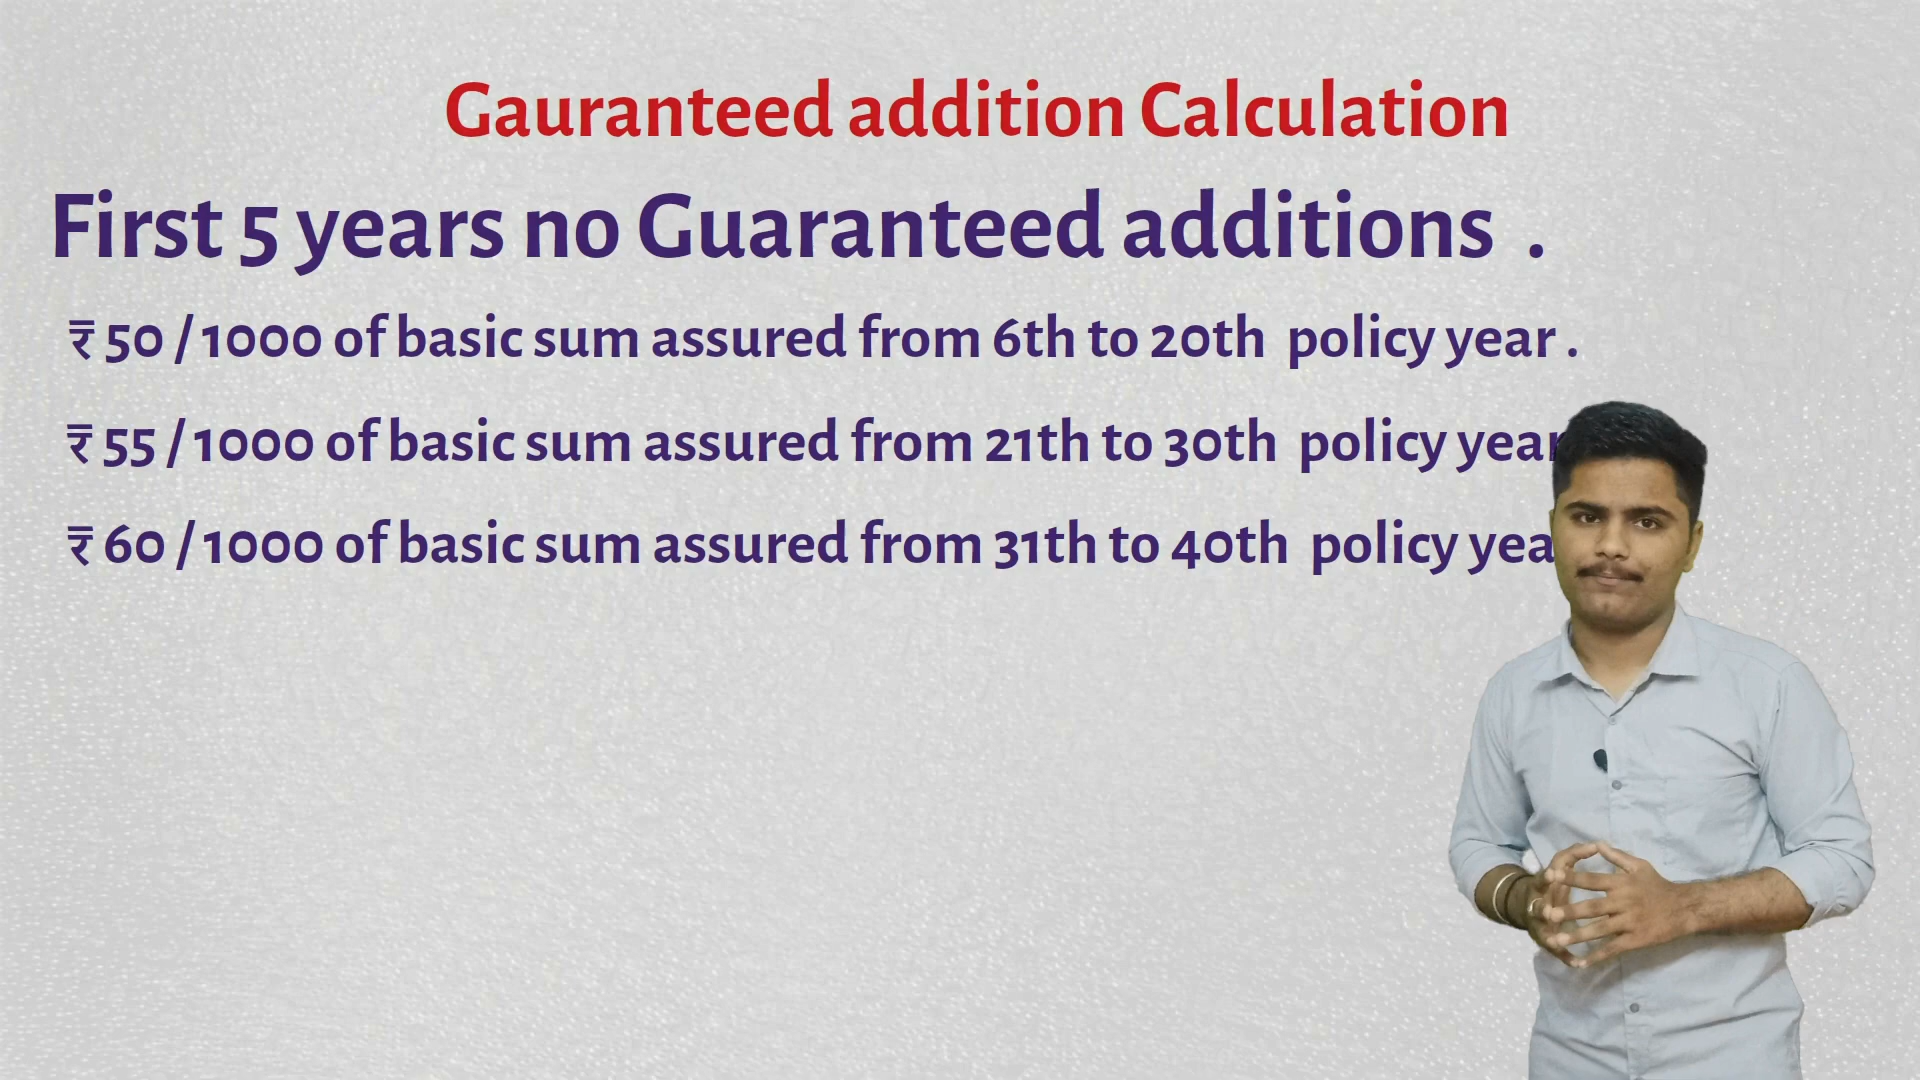 Gauranteed addition Calculation
First 5 years no Guaranteed additions .
₹ 50 / 1000 of basic sum assured from 6th to 20th policy year .
₹ 55 / 1000 of basic sum assured from 21th to 30th policy year
₹ 60 / 1000 of basic sum assured from 31th to 40th policy yea